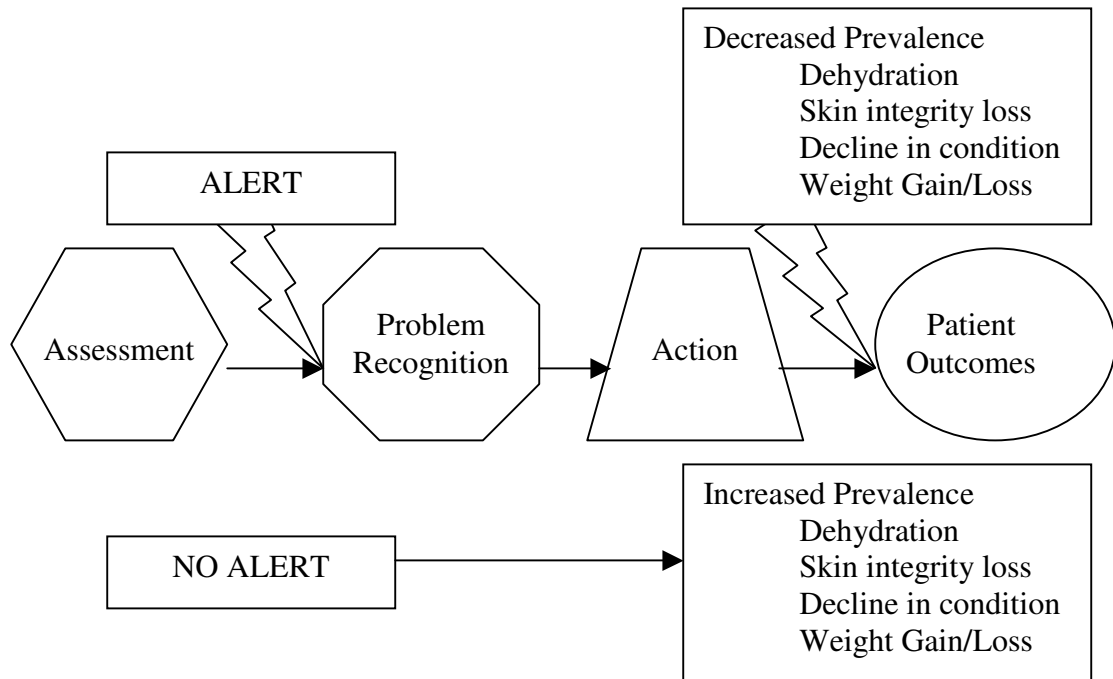 Decreased Prevalence
Dehydration
Skin integrity loss
Decline in condition
Weight Gain/Loss
ALERT
Assessment
Problem
Recognition
Action
Patient
Outcomes
Increased Prevalence
Dehydration
Skin integrity loss
Decline in condition
Weight Gain/Loss
NO ALERT